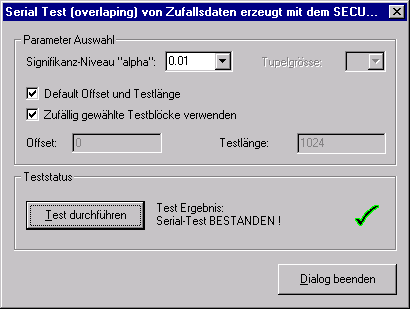 Serial Test (overlaping) von Zufallsdaten erzeugt mit dem SECU...
Parameter Auswahl
Signifikanz-Niveau "alpha": 0.01 Tupelgrösse:
Default Offset und Testlänge
Zufällig gewählte Testblöcke verwenden
Offset: 0 Testlänge: 1024
Teststatus
Test durchführen
Test Ergebnis:
Serial-Test BESTANDEN !
Dialog beenden